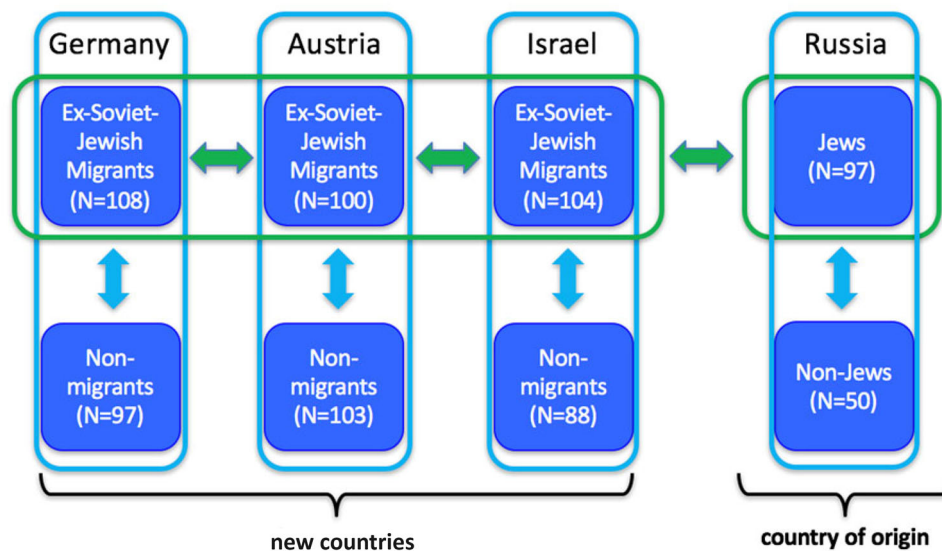 Germany
Austria
Israel
Russia
Ex-Soviet-
Jewish
Migrants
(N=108)
Ex-Soviet-
Jewish
Migrants
(N=100)
Ex-Soviet-
Jewish
Migrants
(N=104)
Jews
(N=97)
Non-
migrants
(N=97)
Non-
migrants
(N=103)
Non-
migrants
(N=88)
Non-Jews
(N=50)
new countries
country of origin